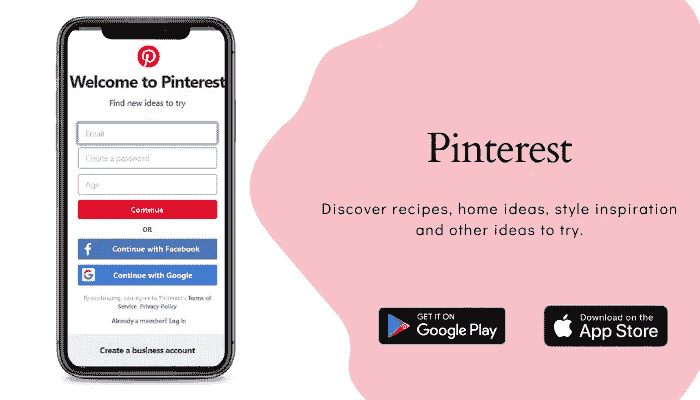 Welcome to Pinterest
Find new ideas to try
Email
Create a password
Age
Continue
OR
Continue with Facebook
Continue with Google
By continuing, you agree to Pinterest's Terms of
Service, Privacy Policy
Already a member? Log in
Create a business account
Pinterest
Discover recipes, home ideas, style inspiration
and other ideas to try.
GET IT ON
Google Play
Download on the
App Store